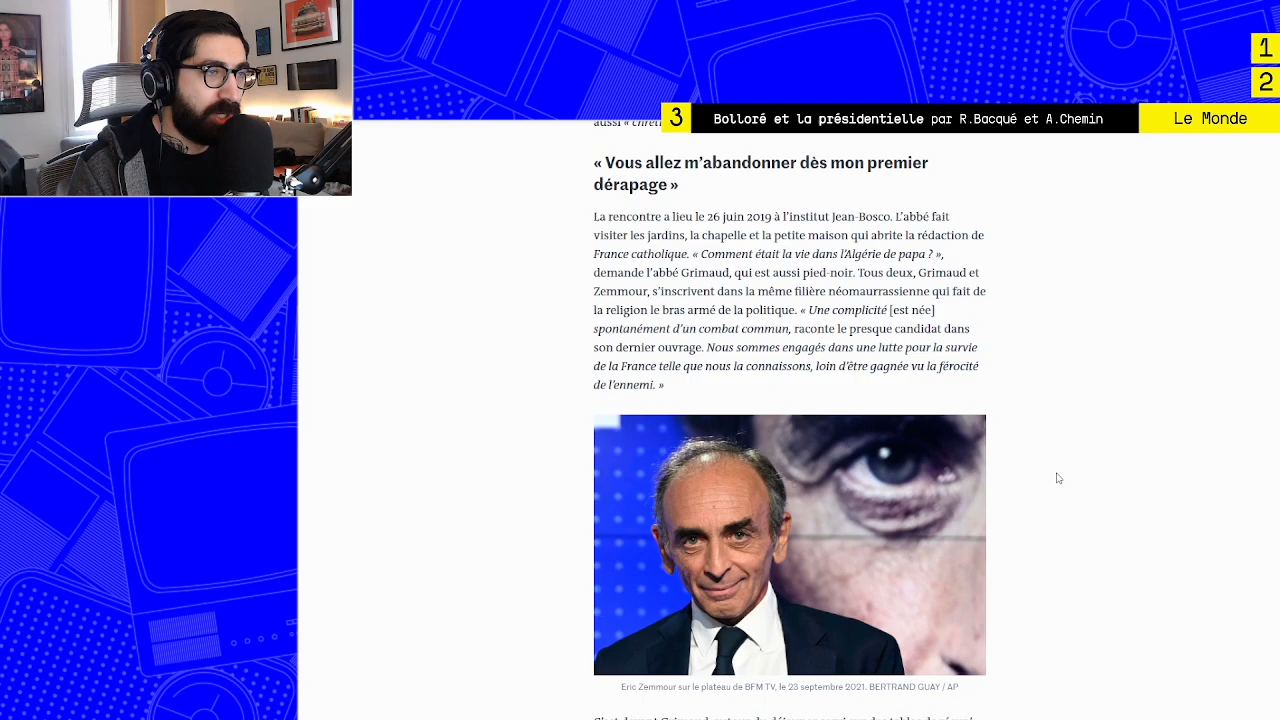 1
2
3 Bolloré et la présidentielle par R.Bacqué et A.Chemin Le Monde
« Vous allez m’abandonner dès mon premier
dérapage »
La rencontre a lieu le 26 juin 2019 à l’institut Jean-Bosco. L’abbé fait
visiter les jardins, la chapelle et la petite maison qui abrite la rédaction de
France catholique. « Comment était la vie dans l’Algérie de papa ? »,
demande l’abbé Grimaud, qui est aussi pied-noir. Tous deux, Grimaud et
Zemmour, s’inscrivent dans la même filière néomaurrassienne qui fait de
la religion le bras armé de la politique. « Une complicité [est née]
spontanément d’un combat commun, raconte le presque candidat dans
son dernier ouvrage. Nous sommes engagés dans une lutte pour la survie
de la France telle que nous la connaissons, loin d’être gagnée vu la férocité
de l’ennemi. »
Eric Zemmour sur le plateau de BFM TV, le 23 septembre 2021. BERTRAND GUAY / AP